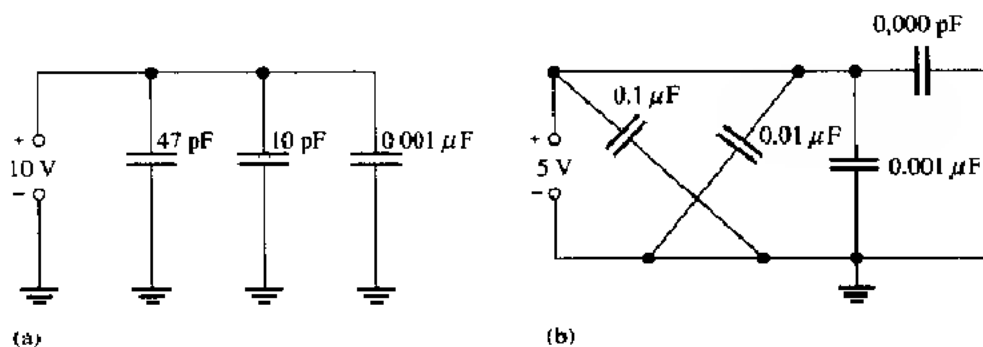 +
10 V
−
47 pF
10 pF
0.001 µF
(a)
0,000 pF
0.1 µF
0.01 µF
+
5 V
−
0.001 µF
(b)